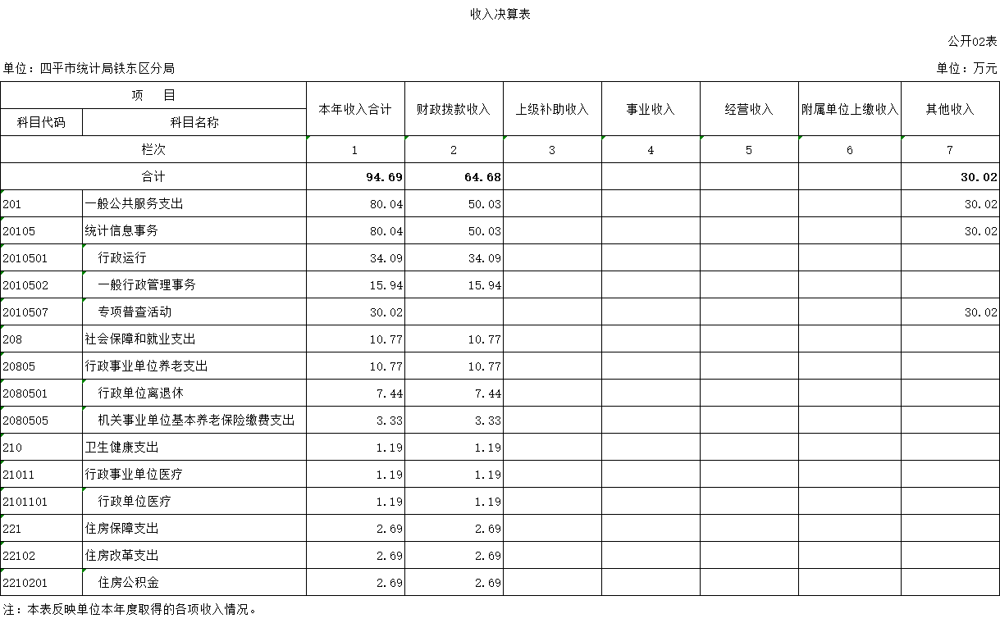 收入决算表
公开02表
单位：四平市统计局铁东区分局 单位：万元
项 目 本年收入合计 财政拨款收入 上级补助收入 事业收入 经营收入 附属单位上缴收入 其他收入
科目代码 科目名称
栏次 1 2 3 4 5 6 7
合计 94.69 64.68 30.02
201 一般公共服务支出 80.04 50.03 30.02
20105 统计信息事务 80.04 50.03 30.02
2010501 行政运行 34.09 34.09
2010502 一般行政管理事务 15.94 15.94
2010507 专项普查活动 30.02 30.02
208 社会保障和就业支出 10.77 10.77
20805 行政事业单位养老支出 10.77 10.77
2080501 行政单位离退休 7.44 7.44
2080505 机关事业单位基本养老保险缴费支出 3.33 3.33
210 卫生健康支出 1.19 1.19
21011 行政事业单位医疗 1.19 1.19
2101101 行政单位医疗 1.19 1.19
221 住房保障支出 2.69 2.69
22102 住房改革支出 2.69 2.69
2210201 住房公积金 2.69 2.69
注：本表反映单位本年度取得的各项收入情况。